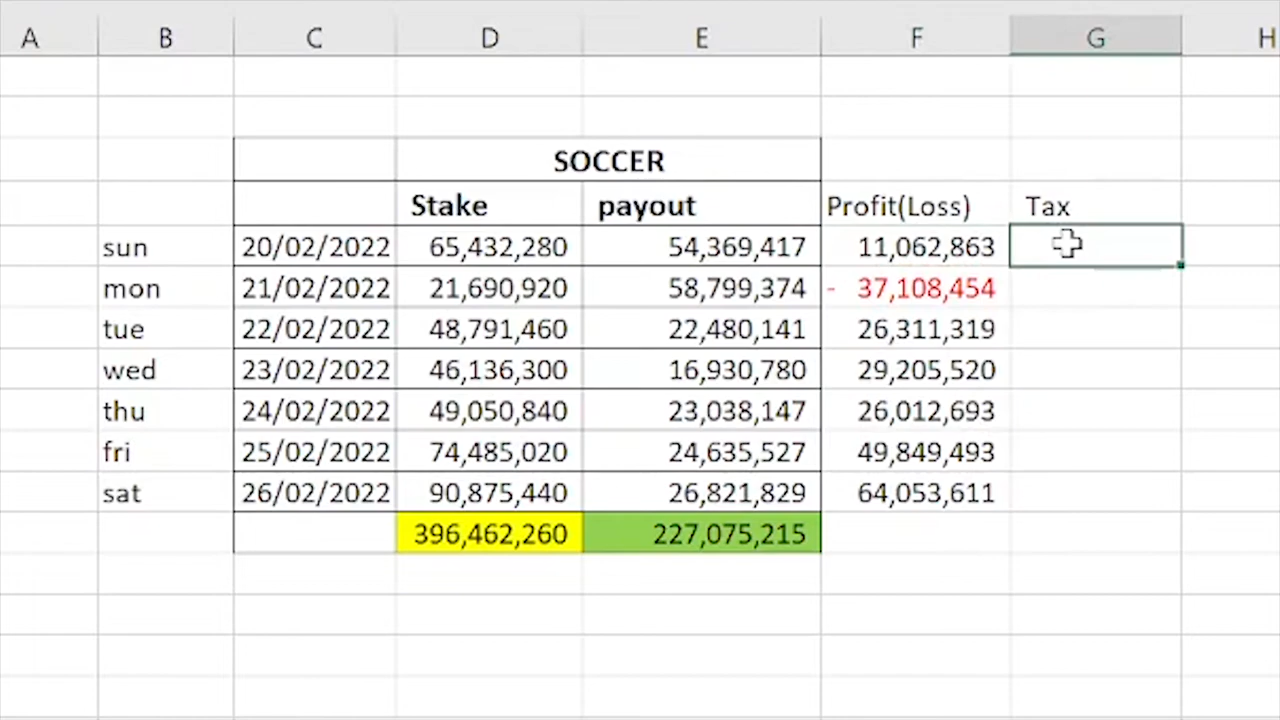 A B C D E F G H
SOCCER
Stake payout Profit(Loss) Tax
sun 20/02/2022 65,432,280 54,369,417 11,062,863
mon 21/02/2022 21,690,920 58,799,374 - 37,108,454
tue 22/02/2022 48,791,460 22,480,141 26,311,319
wed 23/02/2022 46,136,300 16,930,780 29,205,520
thu 24/02/2022 49,050,840 23,038,147 26,012,693
fri 25/02/2022 74,485,020 24,635,527 49,849,493
sat 26/02/2022 90,875,440 26,821,829 64,053,611
396,462,260 227,075,215